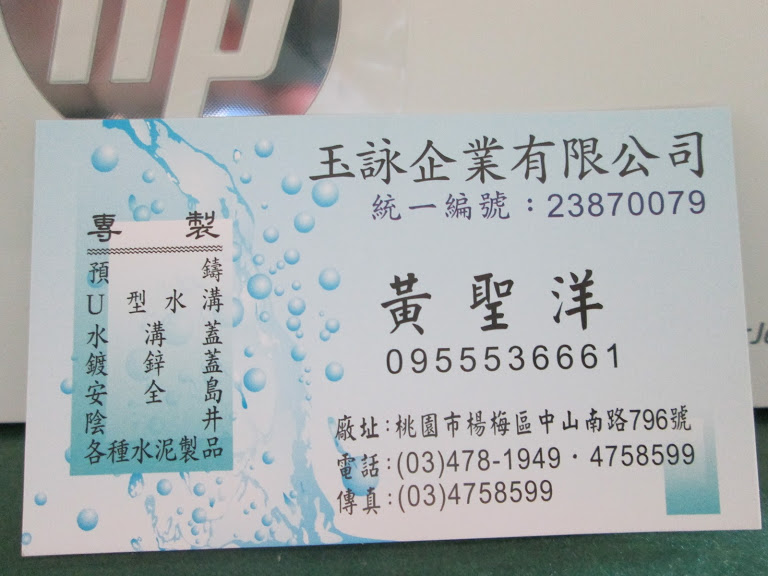 hp
玉詠企業有限公司
統一編號：23870079
專製
預鑄
U型水溝
水溝蓋
鍍鋅蓋
安全島
陰井
各種水泥製品
黃聖洋
0955536661
廠址:桃園市楊梅區中山南路796號
電話:(03)478-1949・4758599
傳真:(03)4758599